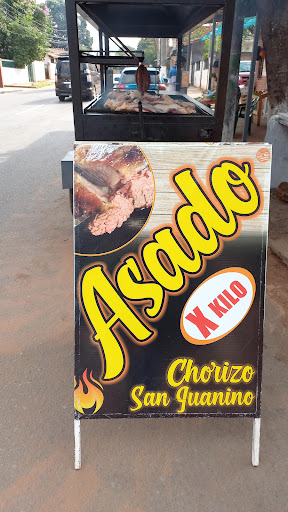 Asado
X KILO
Chorizo
San Juanino